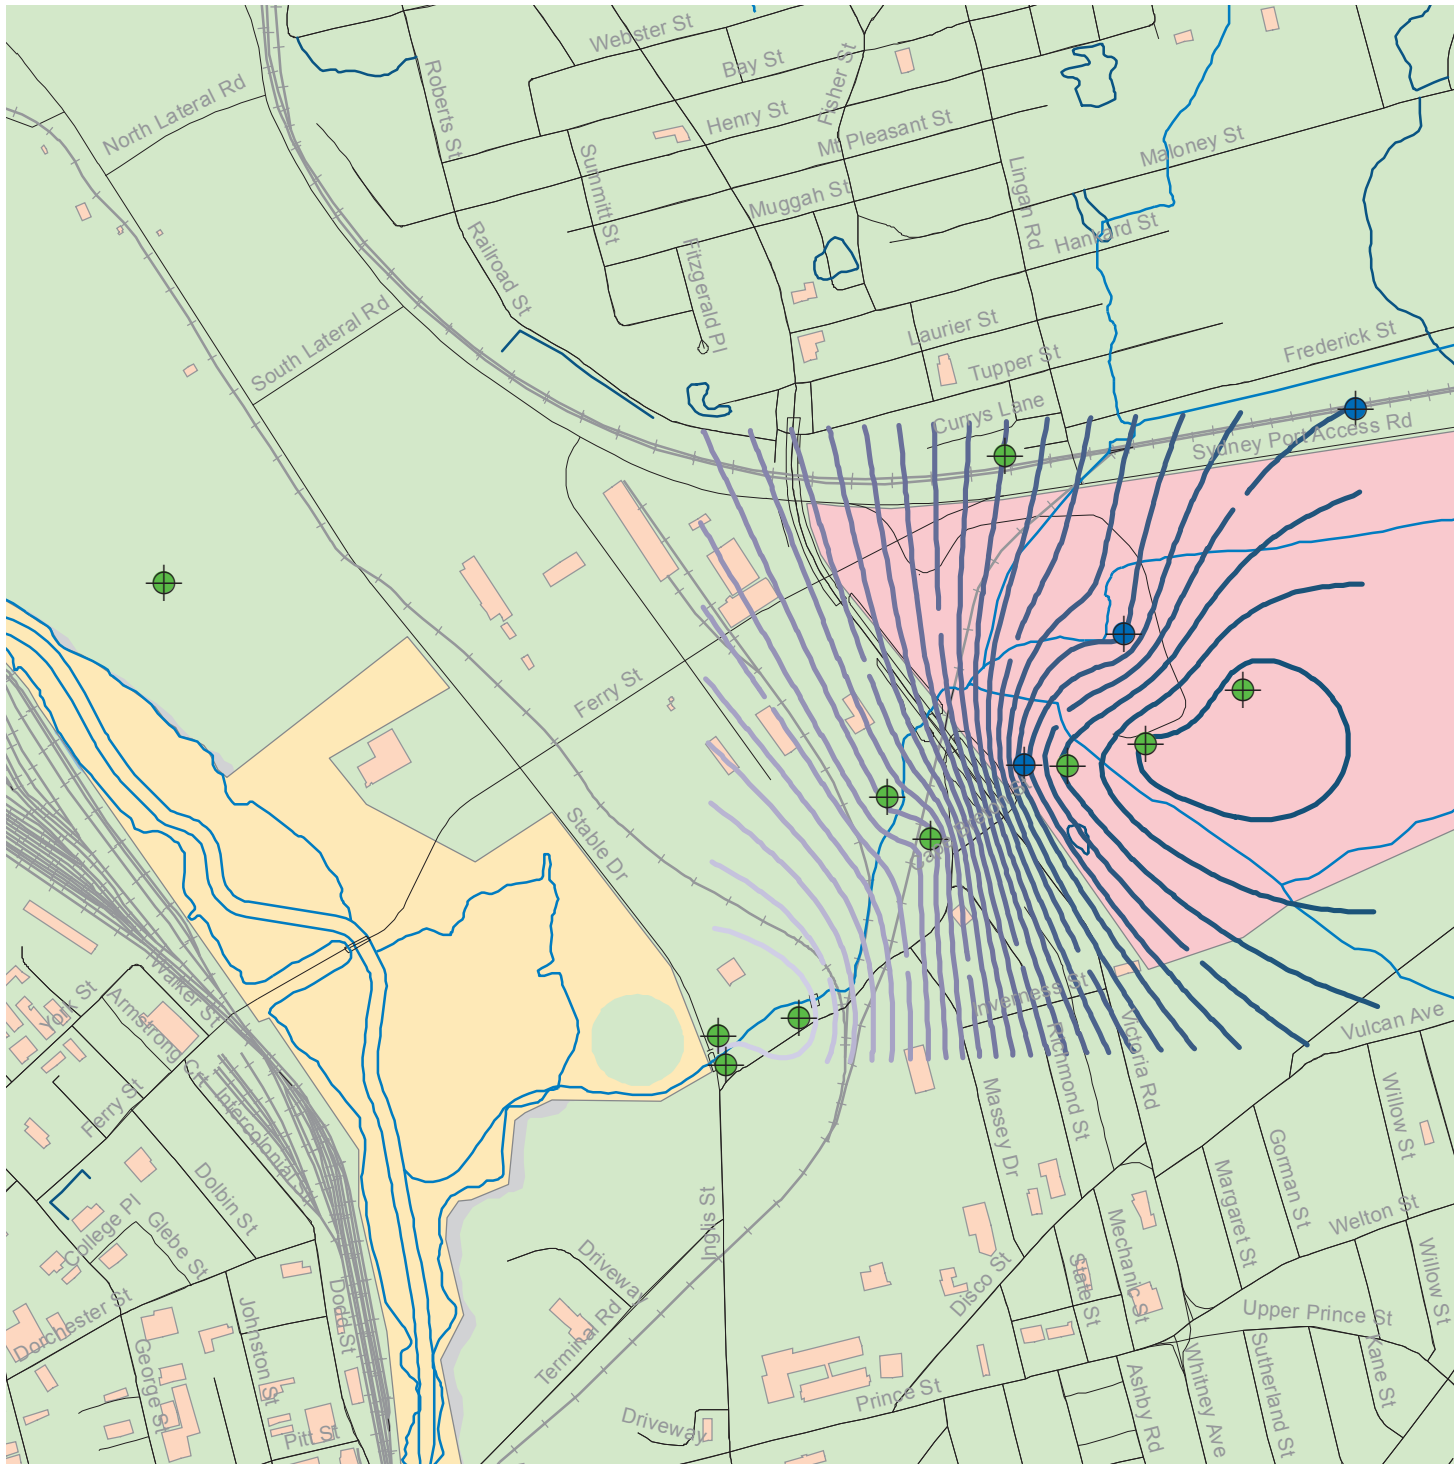 Webster St
Bay St
Fisher St
Roberts St
North Lateral Rd
Henry St
Mt Pleasant St
Maloney St
Summitt St
Lingan Rd
Muggah St
Hankard St
Railroad St
Fitzgerald Pl
South Lateral Rd
Laurier St
Frederick St
Tupper St
Currys Lane
Sydney Port Access Rd
Ferry St
Stable Dr
Walker St
York St
Armstrong Crt
Inverness St
Victoria Rd
Vulcan Ave
Richmond St
Massey Dr
Ferry St
Intercolonial St
Willow St
Gorman St
Margaret St
Dolbin St
College Pl
Glebe St
Inglis St
Mechanic St
Welton St
Willow St
Driveway
Disco St
State St
Terminal Rd
Upper Prince St
Dorchester St
Dodd St
Johnston St
George St
Kane St
Sutherland St
Whitney Ave
Ashby Rd
Prince St
Driveway
Pitt St